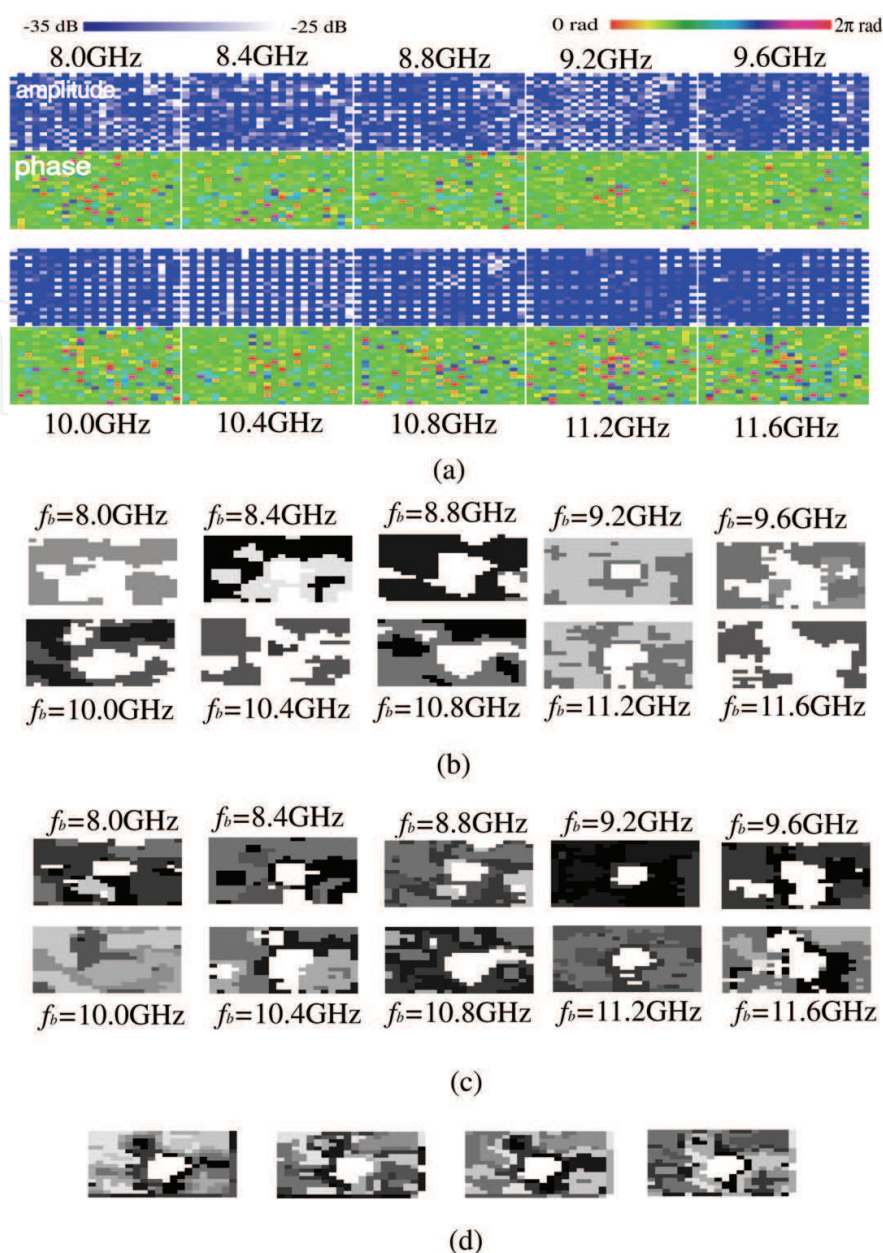 -35 dB -25 dB 0 rad 2π rad
8.0GHz 8.4GHz 8.8GHz 9.2GHz 9.6GHz
amplitude
phase
10.0GHz 10.4GHz 10.8GHz 11.2GHz 11.6GHz
(a)
fb=8.0GHz fb=8.4GHz fb=8.8GHz fb=9.2GHz fb=9.6GHz
fb=10.0GHz fb=10.4GHz fb=10.8GHz fb=11.2GHz fb=11.6GHz
(b)
fb=8.0GHz fb=8.4GHz fb=8.8GHz fb=9.2GHz fb=9.6GHz
fb=10.0GHz fb=10.4GHz fb=10.8GHz fb=11.2GHz fb=11.6GHz
(c)
(d)